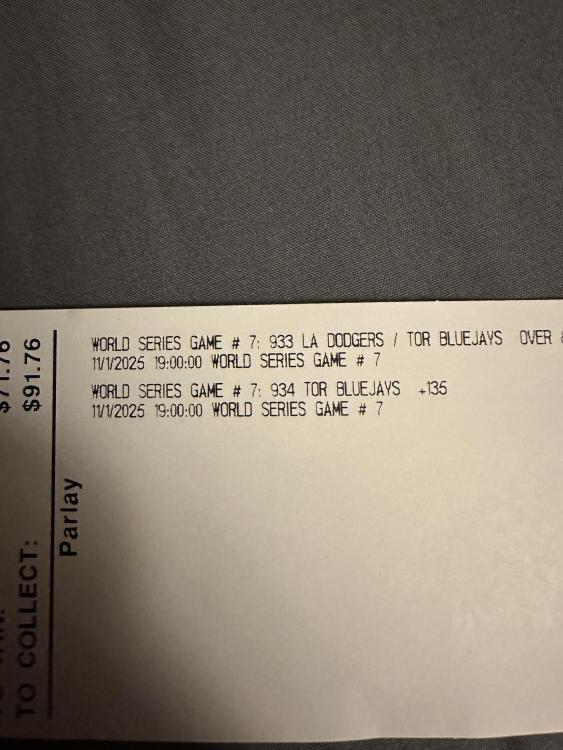 WORLD SERIES GAME # 7: 933 LA DODGERS / TOR BLUEJAYS OVER
11/1/2025 19:00:00 WORLD SERIES GAME # 7
WORLD SERIES GAME # 7: 934 TOR BLUEJAYS +135
11/1/2025 19:00:00 WORLD SERIES GAME # 7
Parlay
$71.76
TO COLLECT: $91.76